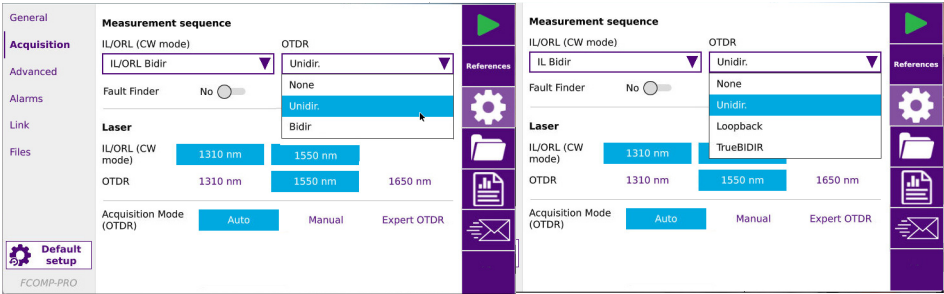 General
Acquisition
Advanced
Alarms
Link
Files
Default
setup
FCOMP-PRO
Measurement sequence
IL/ORL (CW mode)
OTDR
IL/ORL Bidir
Unidir.
None
Unidir.
Bidir
Fault Finder
No
Laser
IL/ORL (CW
mode)
1310 nm
1550 nm
OTDR
1310 nm
1550 nm
1650 nm
Acquisition Mode
(OTDR)
Auto
Manual
Expert OTDR
References
Measurement sequence
IL/ORL (CW mode)
OTDR
IL Bidir
Unidir.
None
Unidir.
Loopback
TrueBIDIR
Fault Finder
No
Laser
IL/ORL (CW
mode)
1310 nm
OTDR
1310 nm
1550 nm
1650 nm
Acquisition Mode
(OTDR)
Auto
Manual
Expert OTDR
References